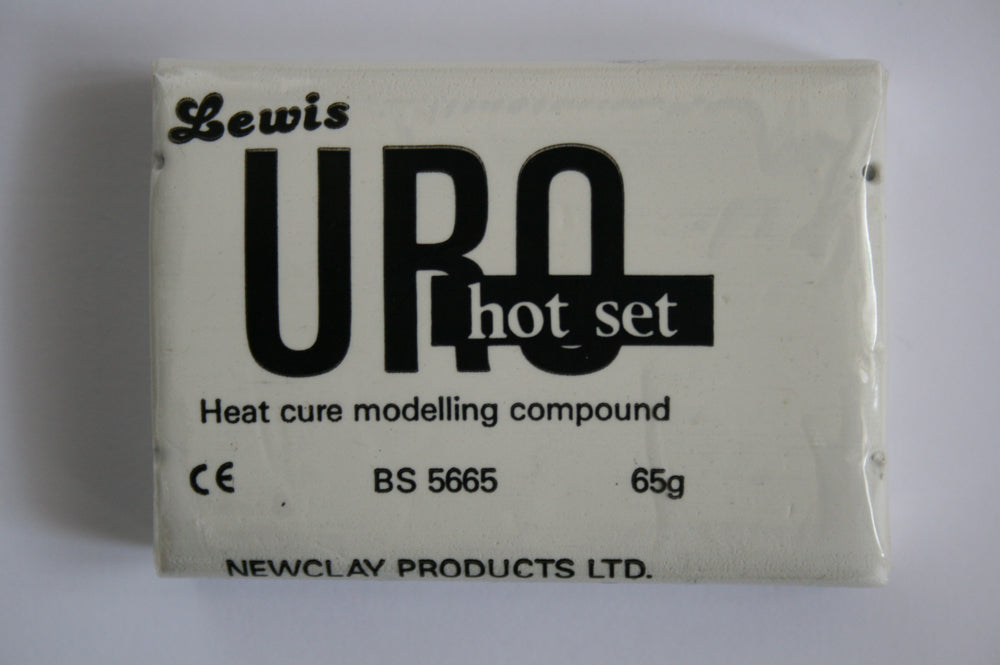 Lewis
URO
hot set
Heat cure modelling compound
CE BS 5665 65g
NEWCLAY PRODUCTS LTD.